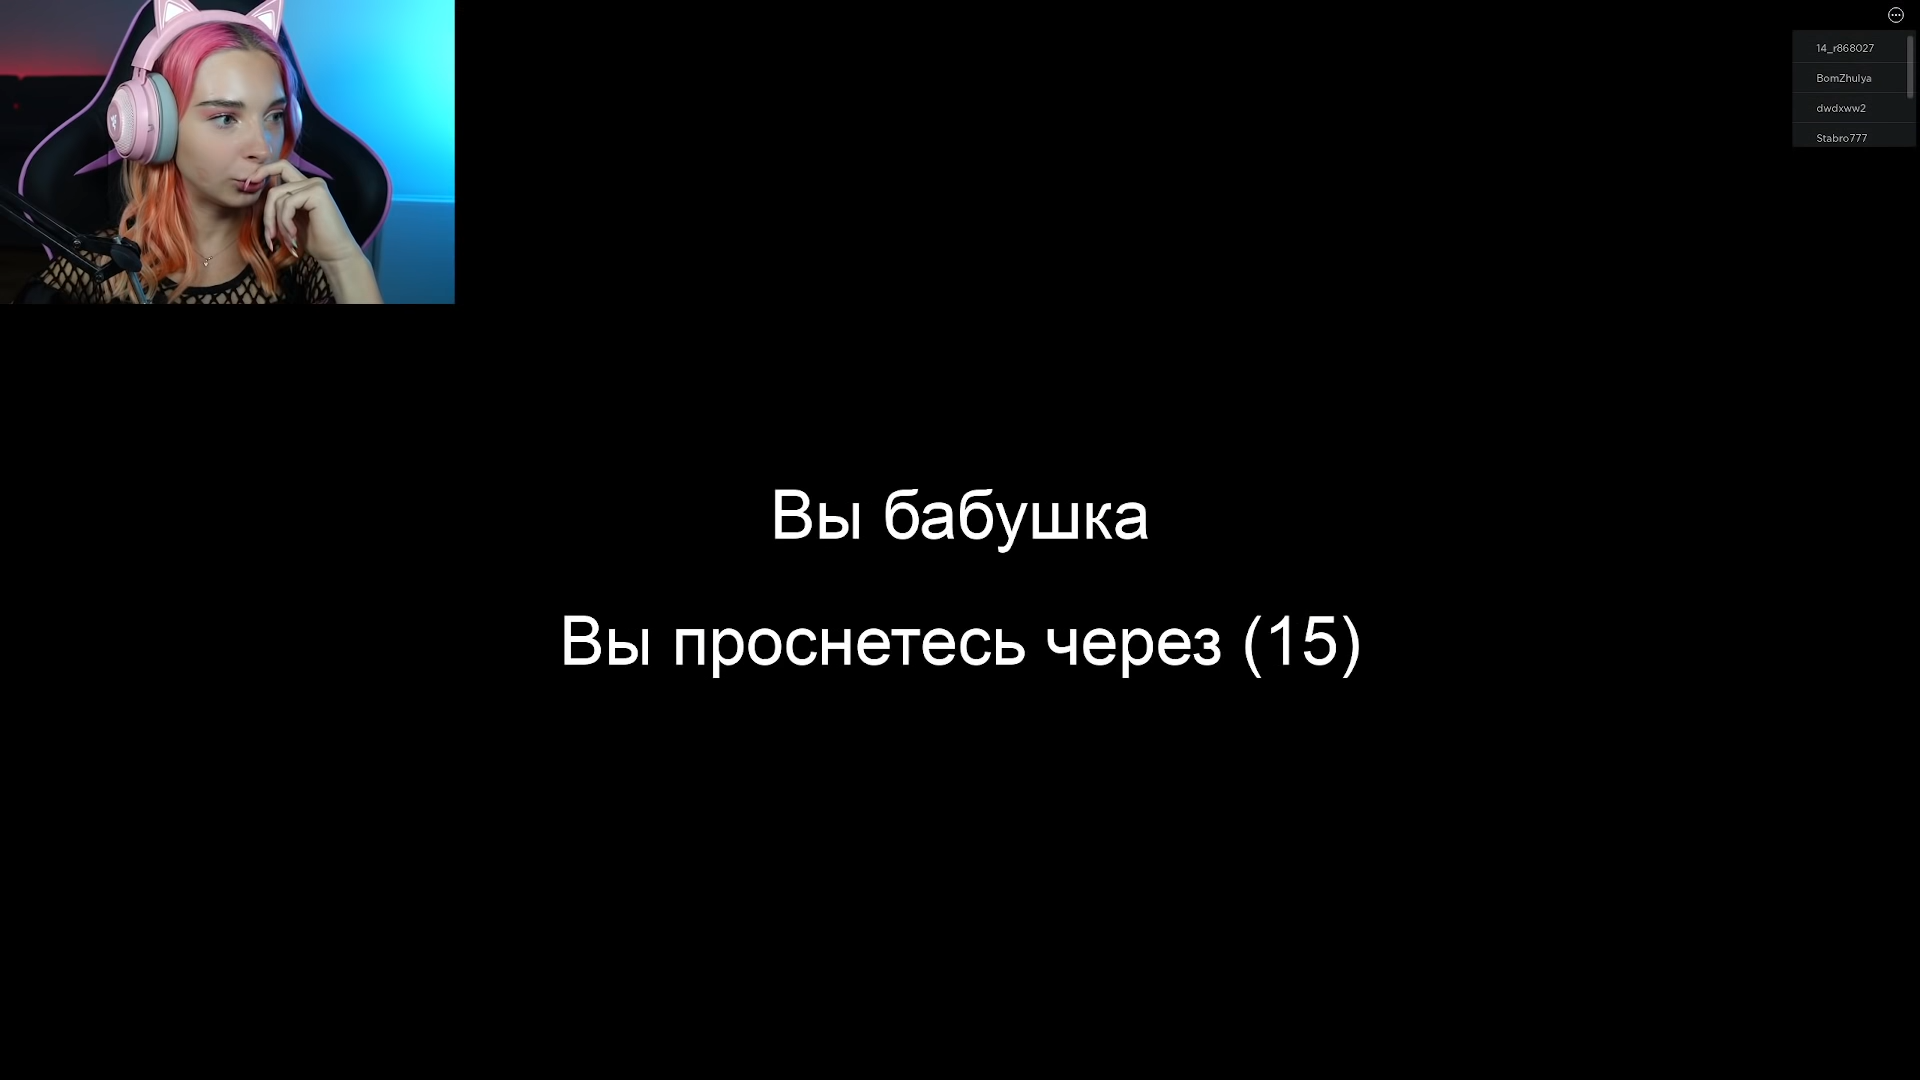 14_r868027
BomZhulya
dwdxww2
Stabro777
Вы бабушка
Вы проснетесь через (15)